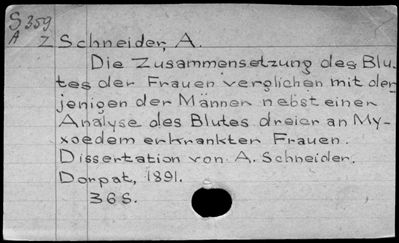 S 359
A Z
Schneider, A.
Die Zusammensetzung des Blu-
tes der Frauen verglichen mit der
jenigen der Männer nebst einer
Analyse des Blutes dreier an My-
xoedem erkrankter Frauen.
Dissertation von A. Schneider.
Dorpat, 1891.
36 S.